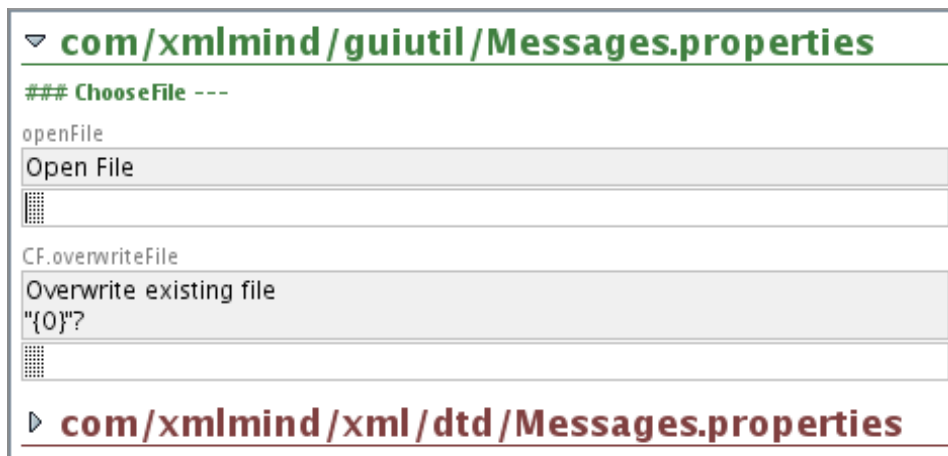 com/xmlmind/guiutil/Messages.properties
### ChooseFile ---
openFile
Open File
CF.overwriteFile
Overwrite existing file
"{0}"?
com/xmlmind/xml/dtd/Messages.properties